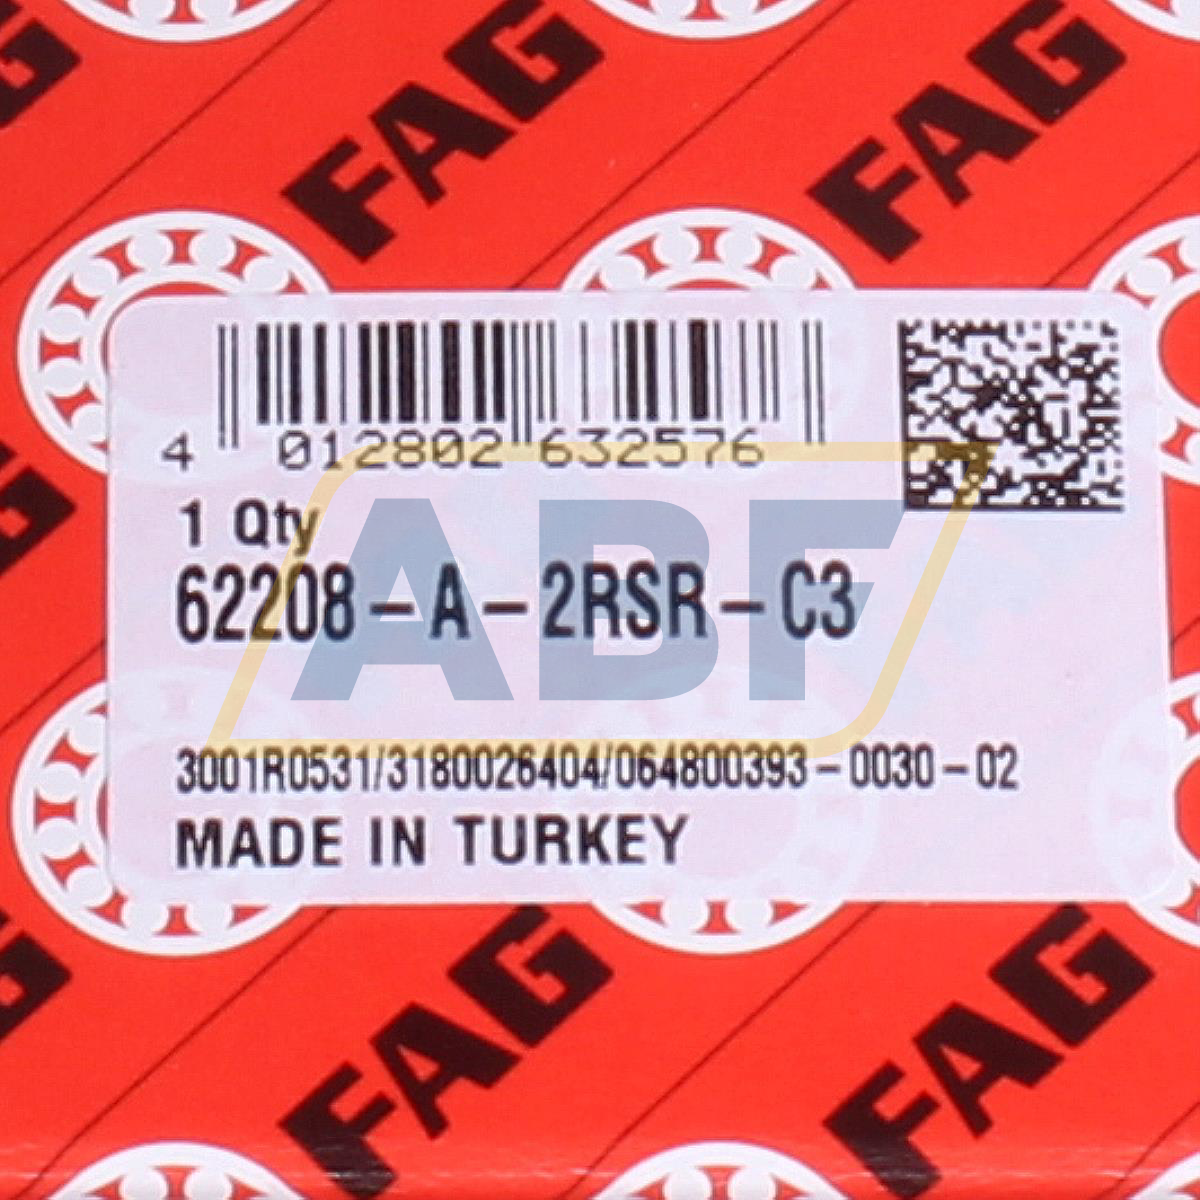 FAG FAG
4 012802 632576
1 Qty
62208-A-2RSR-C3
ABF
3001R0531/3180026404/064800393-0030-02
MADE IN TURKEY
FAG FAG